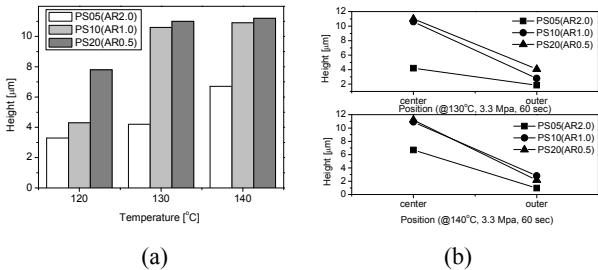 (a)
PS05(AR2.0)
PS10(AR1.0)
PS20(AR0.5)
Height [μm]
10
8
6
4
2
0
120
130
140
Temperature [°C]
(b)
PS05(AR2.0)
PS10(AR1.0)
PS20(AR0.5)
Height [μm]
12
10
8
6
4
2
center
outer
Position (@130°C, 3.3 Mpa, 60 sec)
PS05(AR2.0)
PS10(AR1.0)
PS20(AR0.5)
Height [μm]
12
10
8
6
4
2
0
center
outer
Position (@140°C, 3.3 Mpa, 60 sec)
(a)
(b)